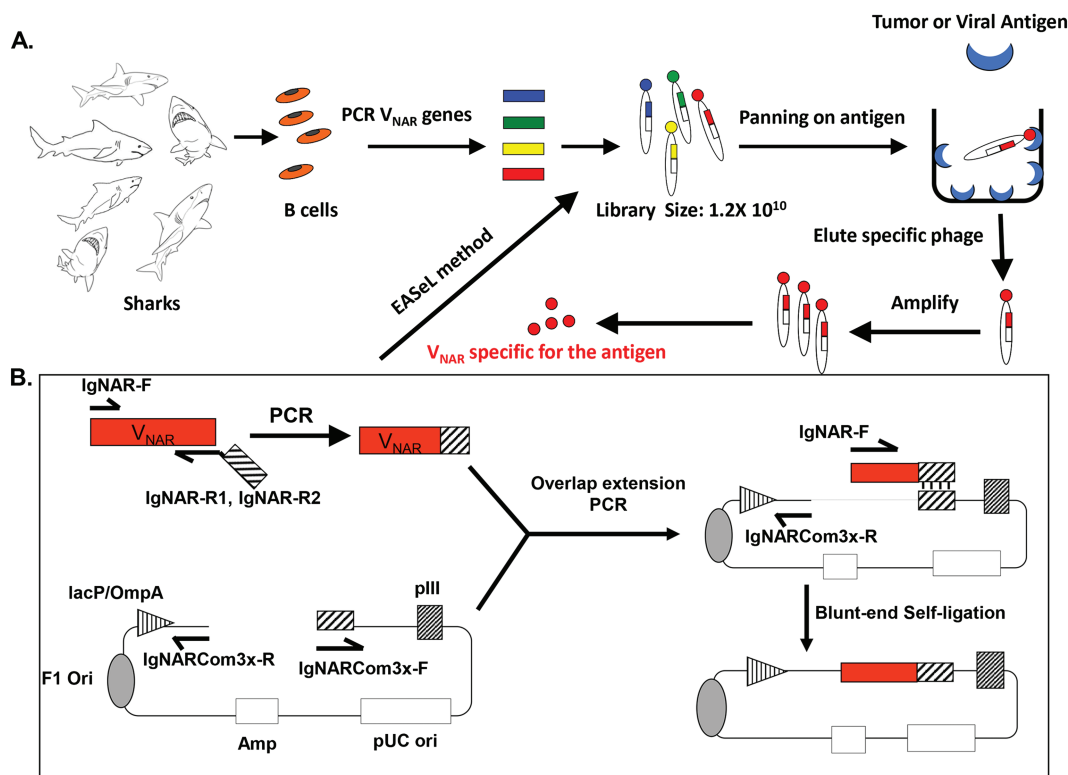 A.
Tumor or Viral Antigen
PCR VNAR genes
Panning on antigen
B cells
Library Size: 1.2X 10¹⁰
Sharks
EASeL method
Elute specific phage
Amplify
VNAR specific for the antigen
B.
IgNAR-F
VNAR
PCR
VNAR
IgNAR-R1, IgNAR-R2
Overlap extension
PCR
IgNAR-F
IgNARCom3x-R
lacP/OmpA
pIII
IgNARCom3x-R
IgNARCom3x-F
F1 Ori
Amp
pUC ori
Blunt-end Self-ligation